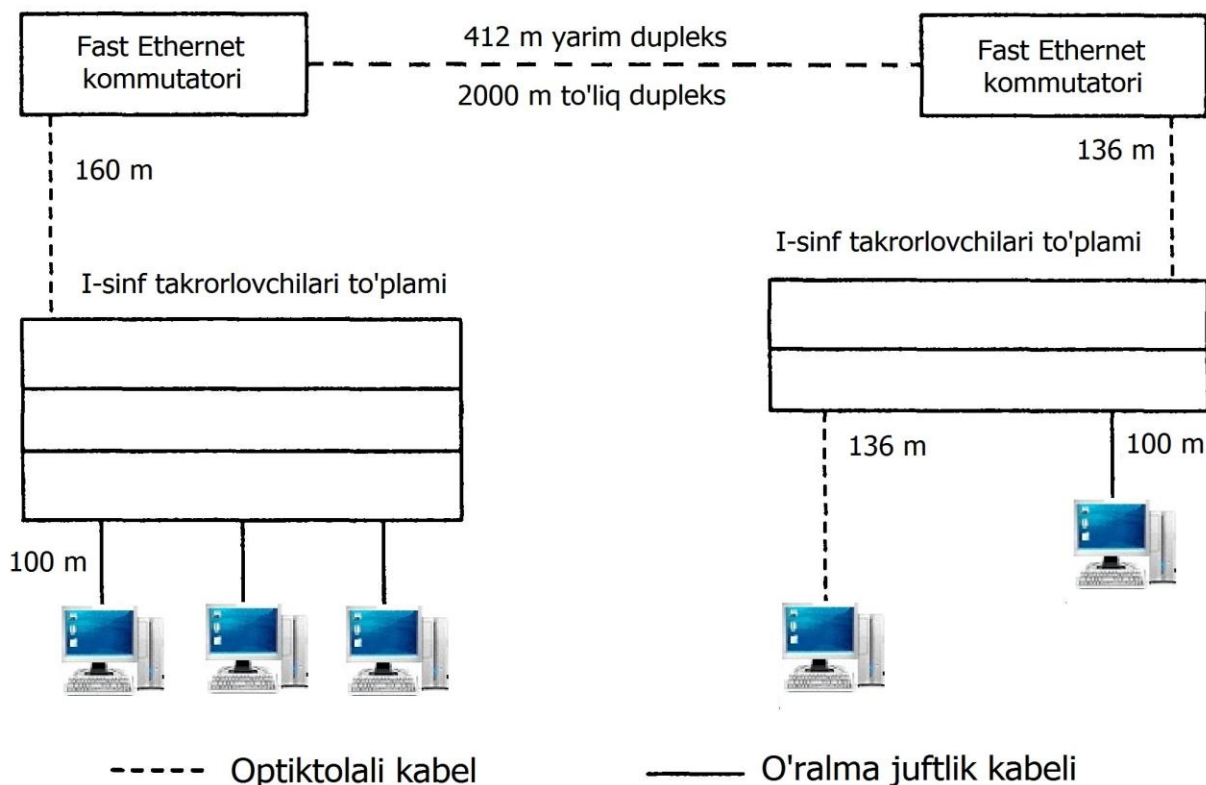 Fast Ethernet
kommutatori
412 m yarim dupleks
2000 m to'liq dupleks
Fast Ethernet
kommutatori
160 m
136 m
I-sinf takrorlovchilari to'plami
I-sinf takrorlovchilari to'plami
136 m
100 m
100 m
Optiktolali kabel
O'ralma juftlik kabeli